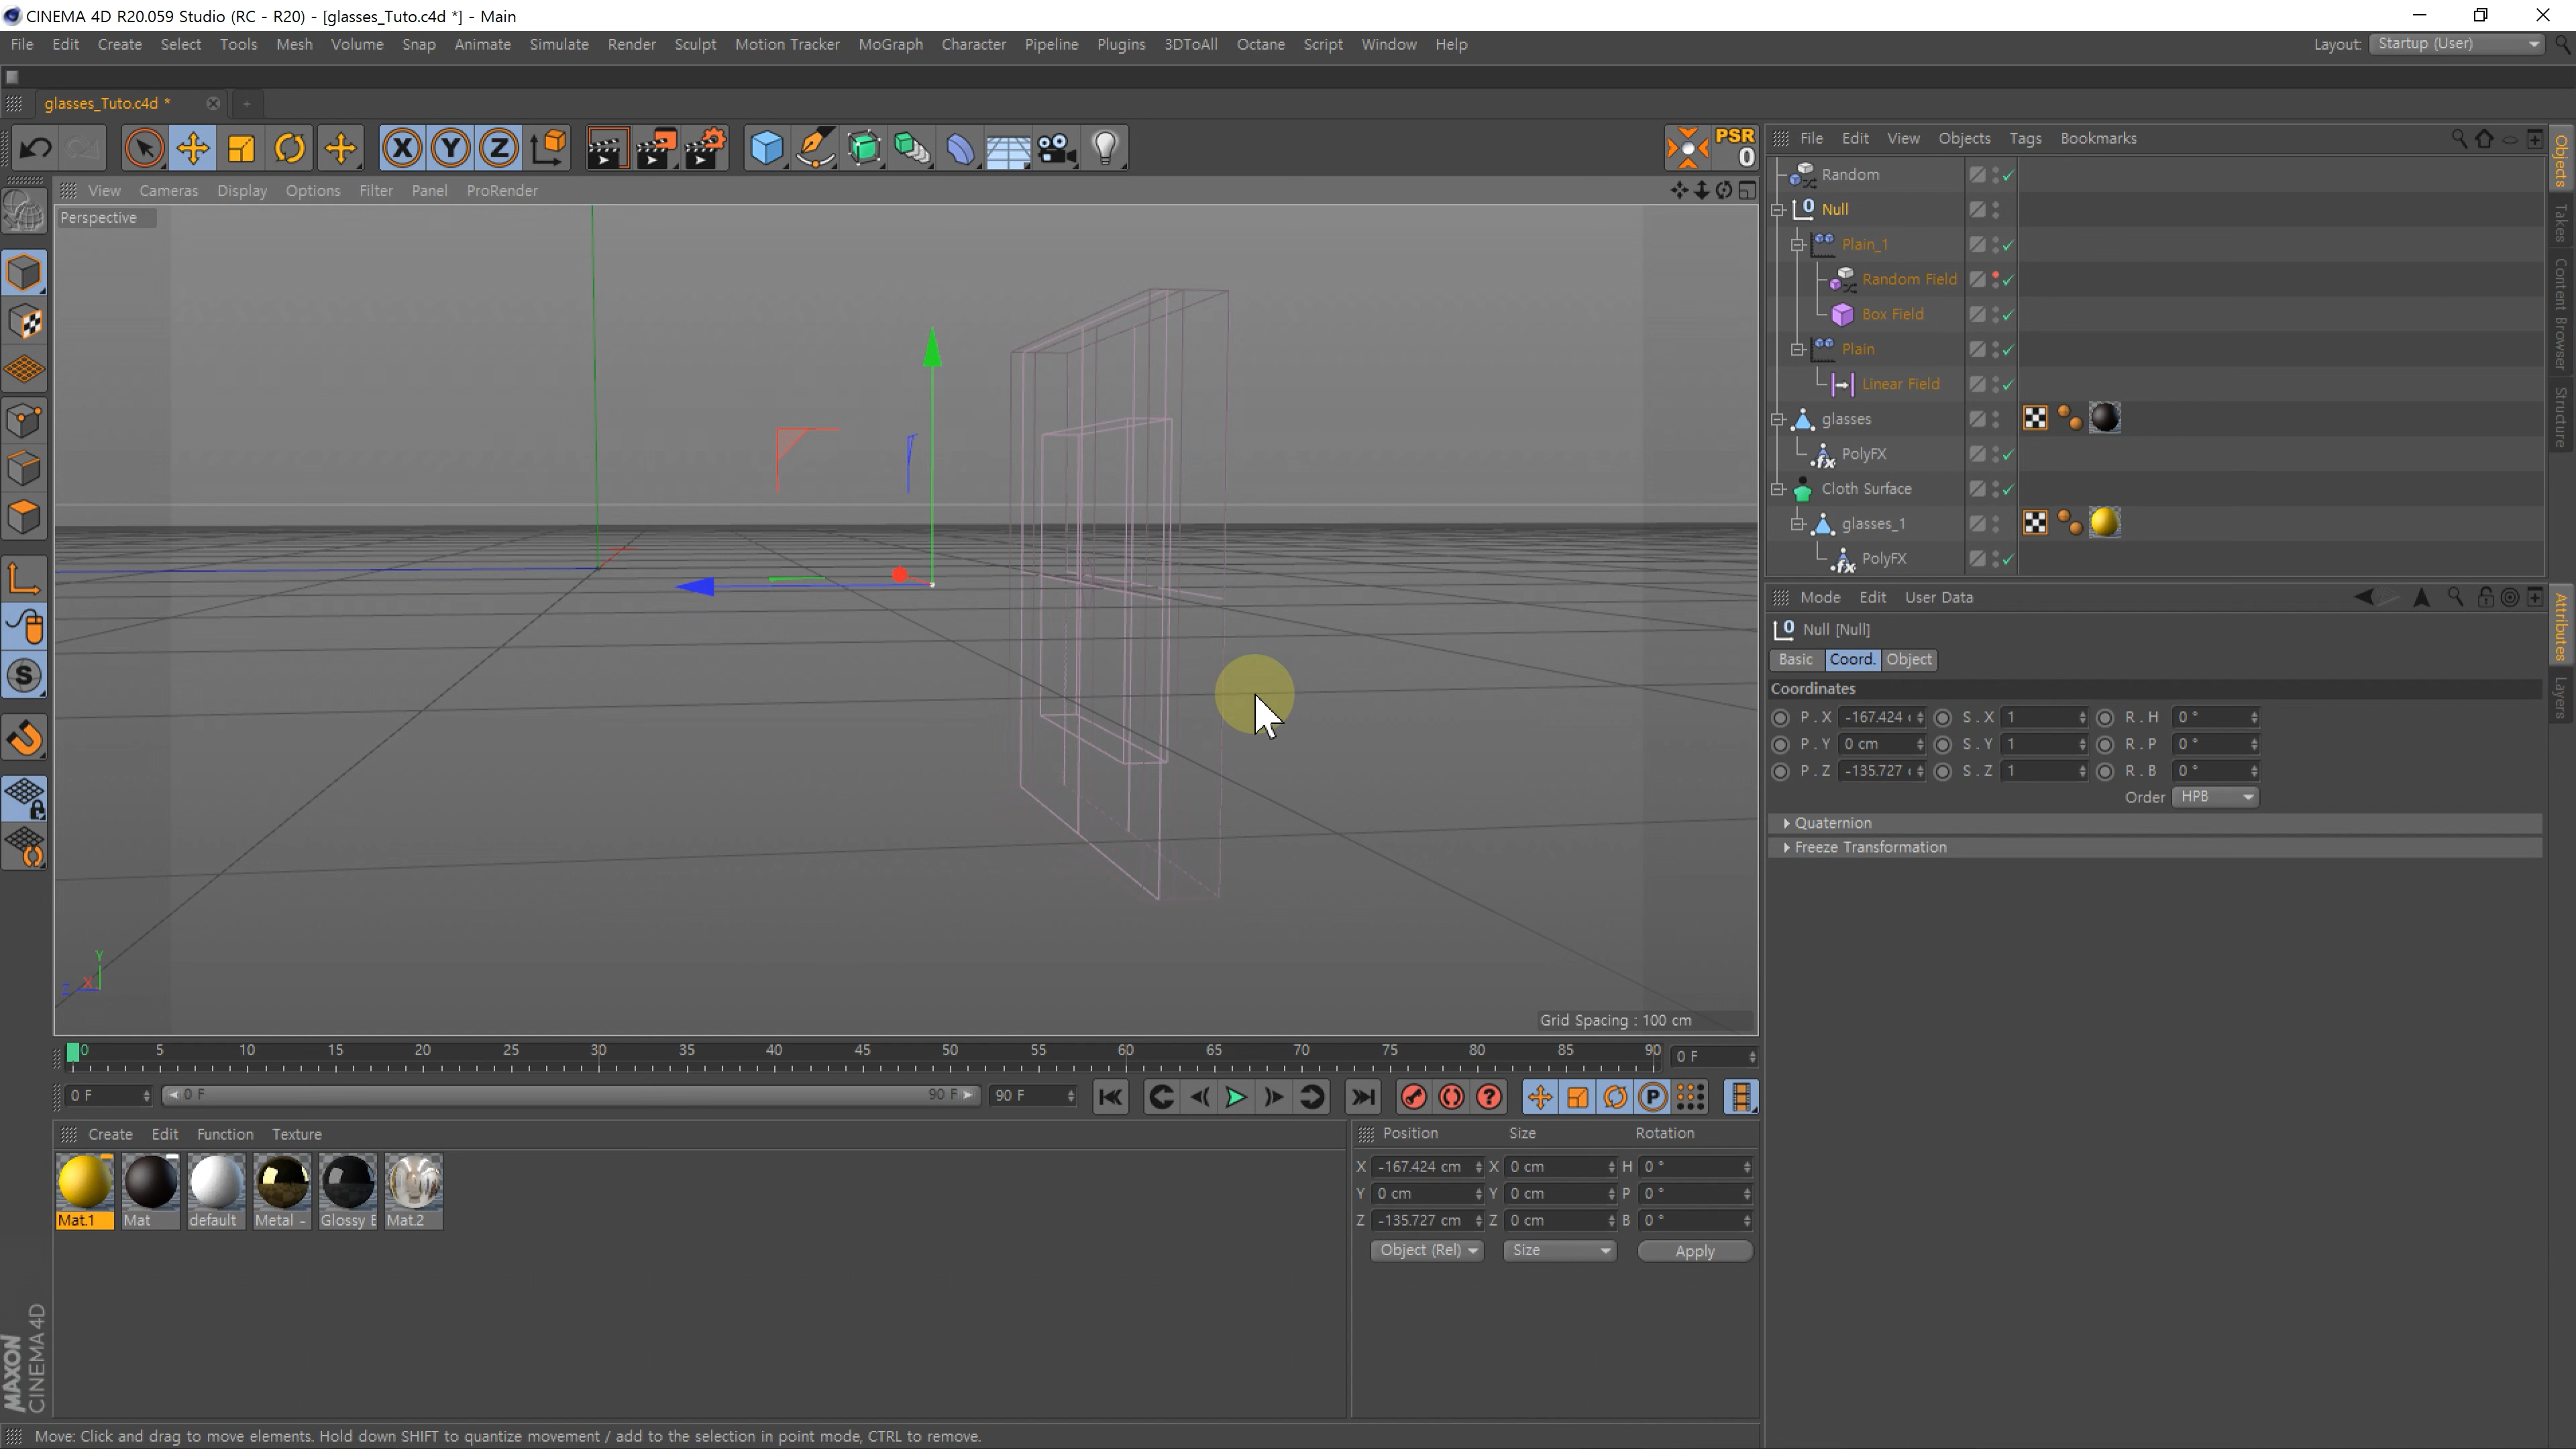 CINEMA 4D R20.059 Studio (RC - R20) - [glasses_Tuto.c4d *] - Main
File Edit Create Select Tools Mesh Volume Snap Animate Simulate Render Sculpt Motion Tracker MoGraph Character Pipeline Plugins 3DToAll Octane Script Window Help Layout: Startup (User)
glasses_Tuto.c4d *
X Y Z PSR 0
File Edit View Objects Tags Bookmarks
View Cameras Display Options Filter Panel ProRender
Perspective
Random
Null
Plain_1
Random Field
Box Field
Plain
Linear Field
glasses
PolyFX
Cloth Surface
glasses_1
PolyFX
Objects
Takes
Content Browser
Structure
Mode Edit User Data
Null [Null]
Basic Coord. Object
Coordinates
P . X -167.424 S . X 1 R . H 0 °
P . Y 0 cm S . Y 1 R . P 0 °
P . Z -135.727 S . Z 1 R . B 0 °
Order HPB
Quaternion
Freeze Transformation
Attributes
Layers
Y
Z X
Grid Spacing : 100 cm
0 5 10 15 20 25 30 35 40 45 50 55 60 65 70 75 80 85 90 0 F
0 F 0 F 90 F 90 F
Create Edit Function Texture
Mat.1 Mat default Metal - Glossy E Mat.2
Position Size Rotation
X -167.424 cm X 0 cm H 0 °
Y 0 cm Y 0 cm P 0 °
Z -135.727 cm Z 0 cm B 0 °
Object (Rel) Size Apply
MAXON
CINEMA 4D
Move: Click and drag to move elements. Hold down SHIFT to quantize movement / add to the selection in point mode, CTRL to remove.